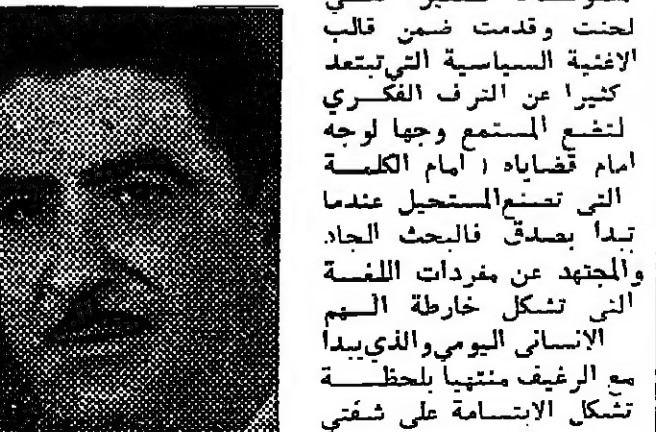 لحنت وقدمت ضمن قالب
الاغنية السياسية التي تبتعد
كثيرا عن الترف الفكري
لتضع المستمع وجها لوجه
امام قضاياه ( امام الكلمة
التي تصنع المستحيل عندما
تبدا بصدق فالبحث الجاد
والمجتهد عن مفردات اللغة
التي تشكل خارطة الهم
الانساني اليومي والذي يبدا
مع الرغيف منتهيا بلحظة
تشكل الابتسامة على شفتي